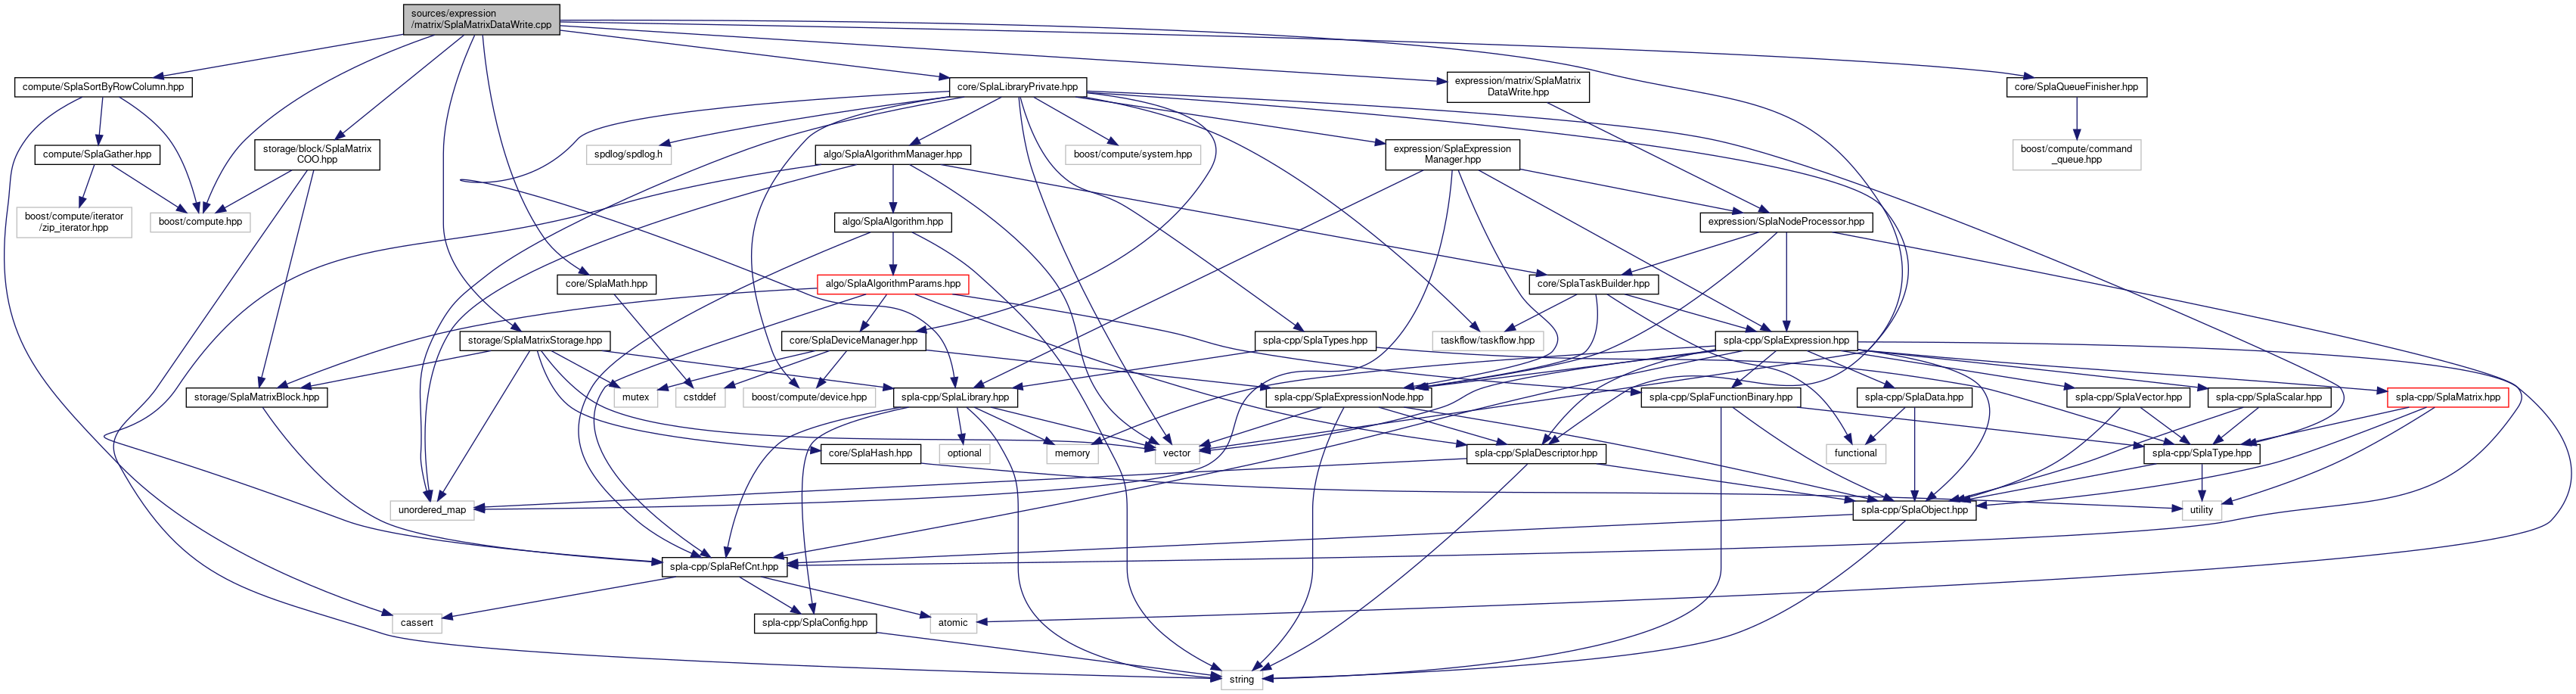 sources/expression
/matrix/SplaMatrixDataWrite.cpp
compute/SplaSortByRowColumn.hpp
core/SplaLibraryPrivate.hpp
expression/matrix/SplaMatrix
DataWrite.hpp
core/SplaQueueFinisher.hpp
compute/SplaGather.hpp
storage/block/SplaMatrix
COO.hpp
spdlog/spdlog.h
algo/SplaAlgorithmManager.hpp
boost/compute/system.hpp
expression/SplaExpression
Manager.hpp
boost/compute/command
_queue.hpp
boost/compute/iterator
/zip_iterator.hpp
boost/compute.hpp
algo/SplaAlgorithm.hpp
expression/SplaNodeProcessor.hpp
core/SplaMath.hpp
algo/SplaAlgorithmParams.hpp
core/SplaTaskBuilder.hpp
storage/SplaMatrixStorage.hpp
core/SplaDeviceManager.hpp
spla-cpp/SplaTypes.hpp
taskflow/taskflow.hpp
spla-cpp/SplaExpression.hpp
storage/SplaMatrixBlock.hpp
mutex
cstddef
boost/compute/device.hpp
spla-cpp/SplaLibrary.hpp
spla-cpp/SplaExpressionNode.hpp
spla-cpp/SplaFunctionBinary.hpp
spla-cpp/SplaData.hpp
spla-cpp/SplaVector.hpp
spla-cpp/SplaScalar.hpp
spla-cpp/SplaMatrix.hpp
core/SplaHash.hpp
optional
memory
vector
spla-cpp/SplaDescriptor.hpp
functional
spla-cpp/SplaType.hpp
unordered_map
spla-cpp/SplaObject.hpp
utility
spla-cpp/SplaRefCnt.hpp
cassert
spla-cpp/SplaConfig.hpp
atomic
string